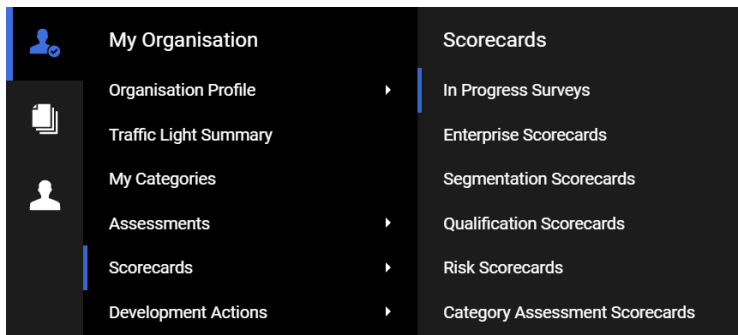 My Organisation
Organisation Profile
Traffic Light Summary
My Categories
Assessments
Scorecards
Development Actions
Scorecards
In Progress Surveys
Enterprise Scorecards
Segmentation Scorecards
Qualification Scorecards
Risk Scorecards
Category Assessment Scorecards